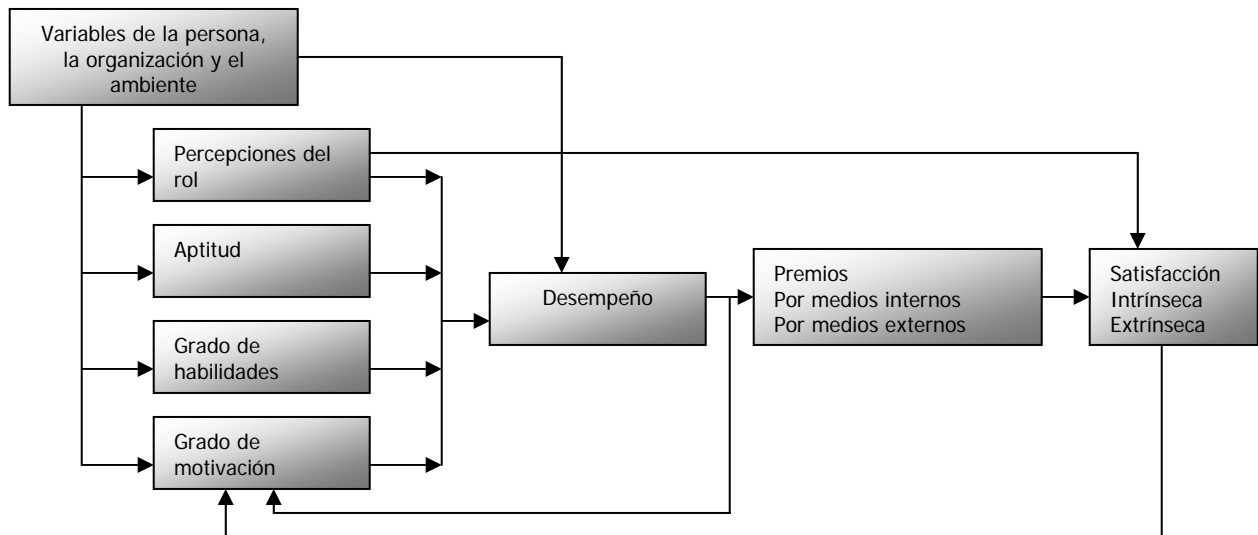 Variables de la persona,
la organización y el
ambiente
Percepciones del
rol
Aptitud
Grado de
habilidades
Grado de
motivación
Desempeño
Premios
Por medios internos
Por medios externos
Satisfacción
Intrínseca
Extrínseca